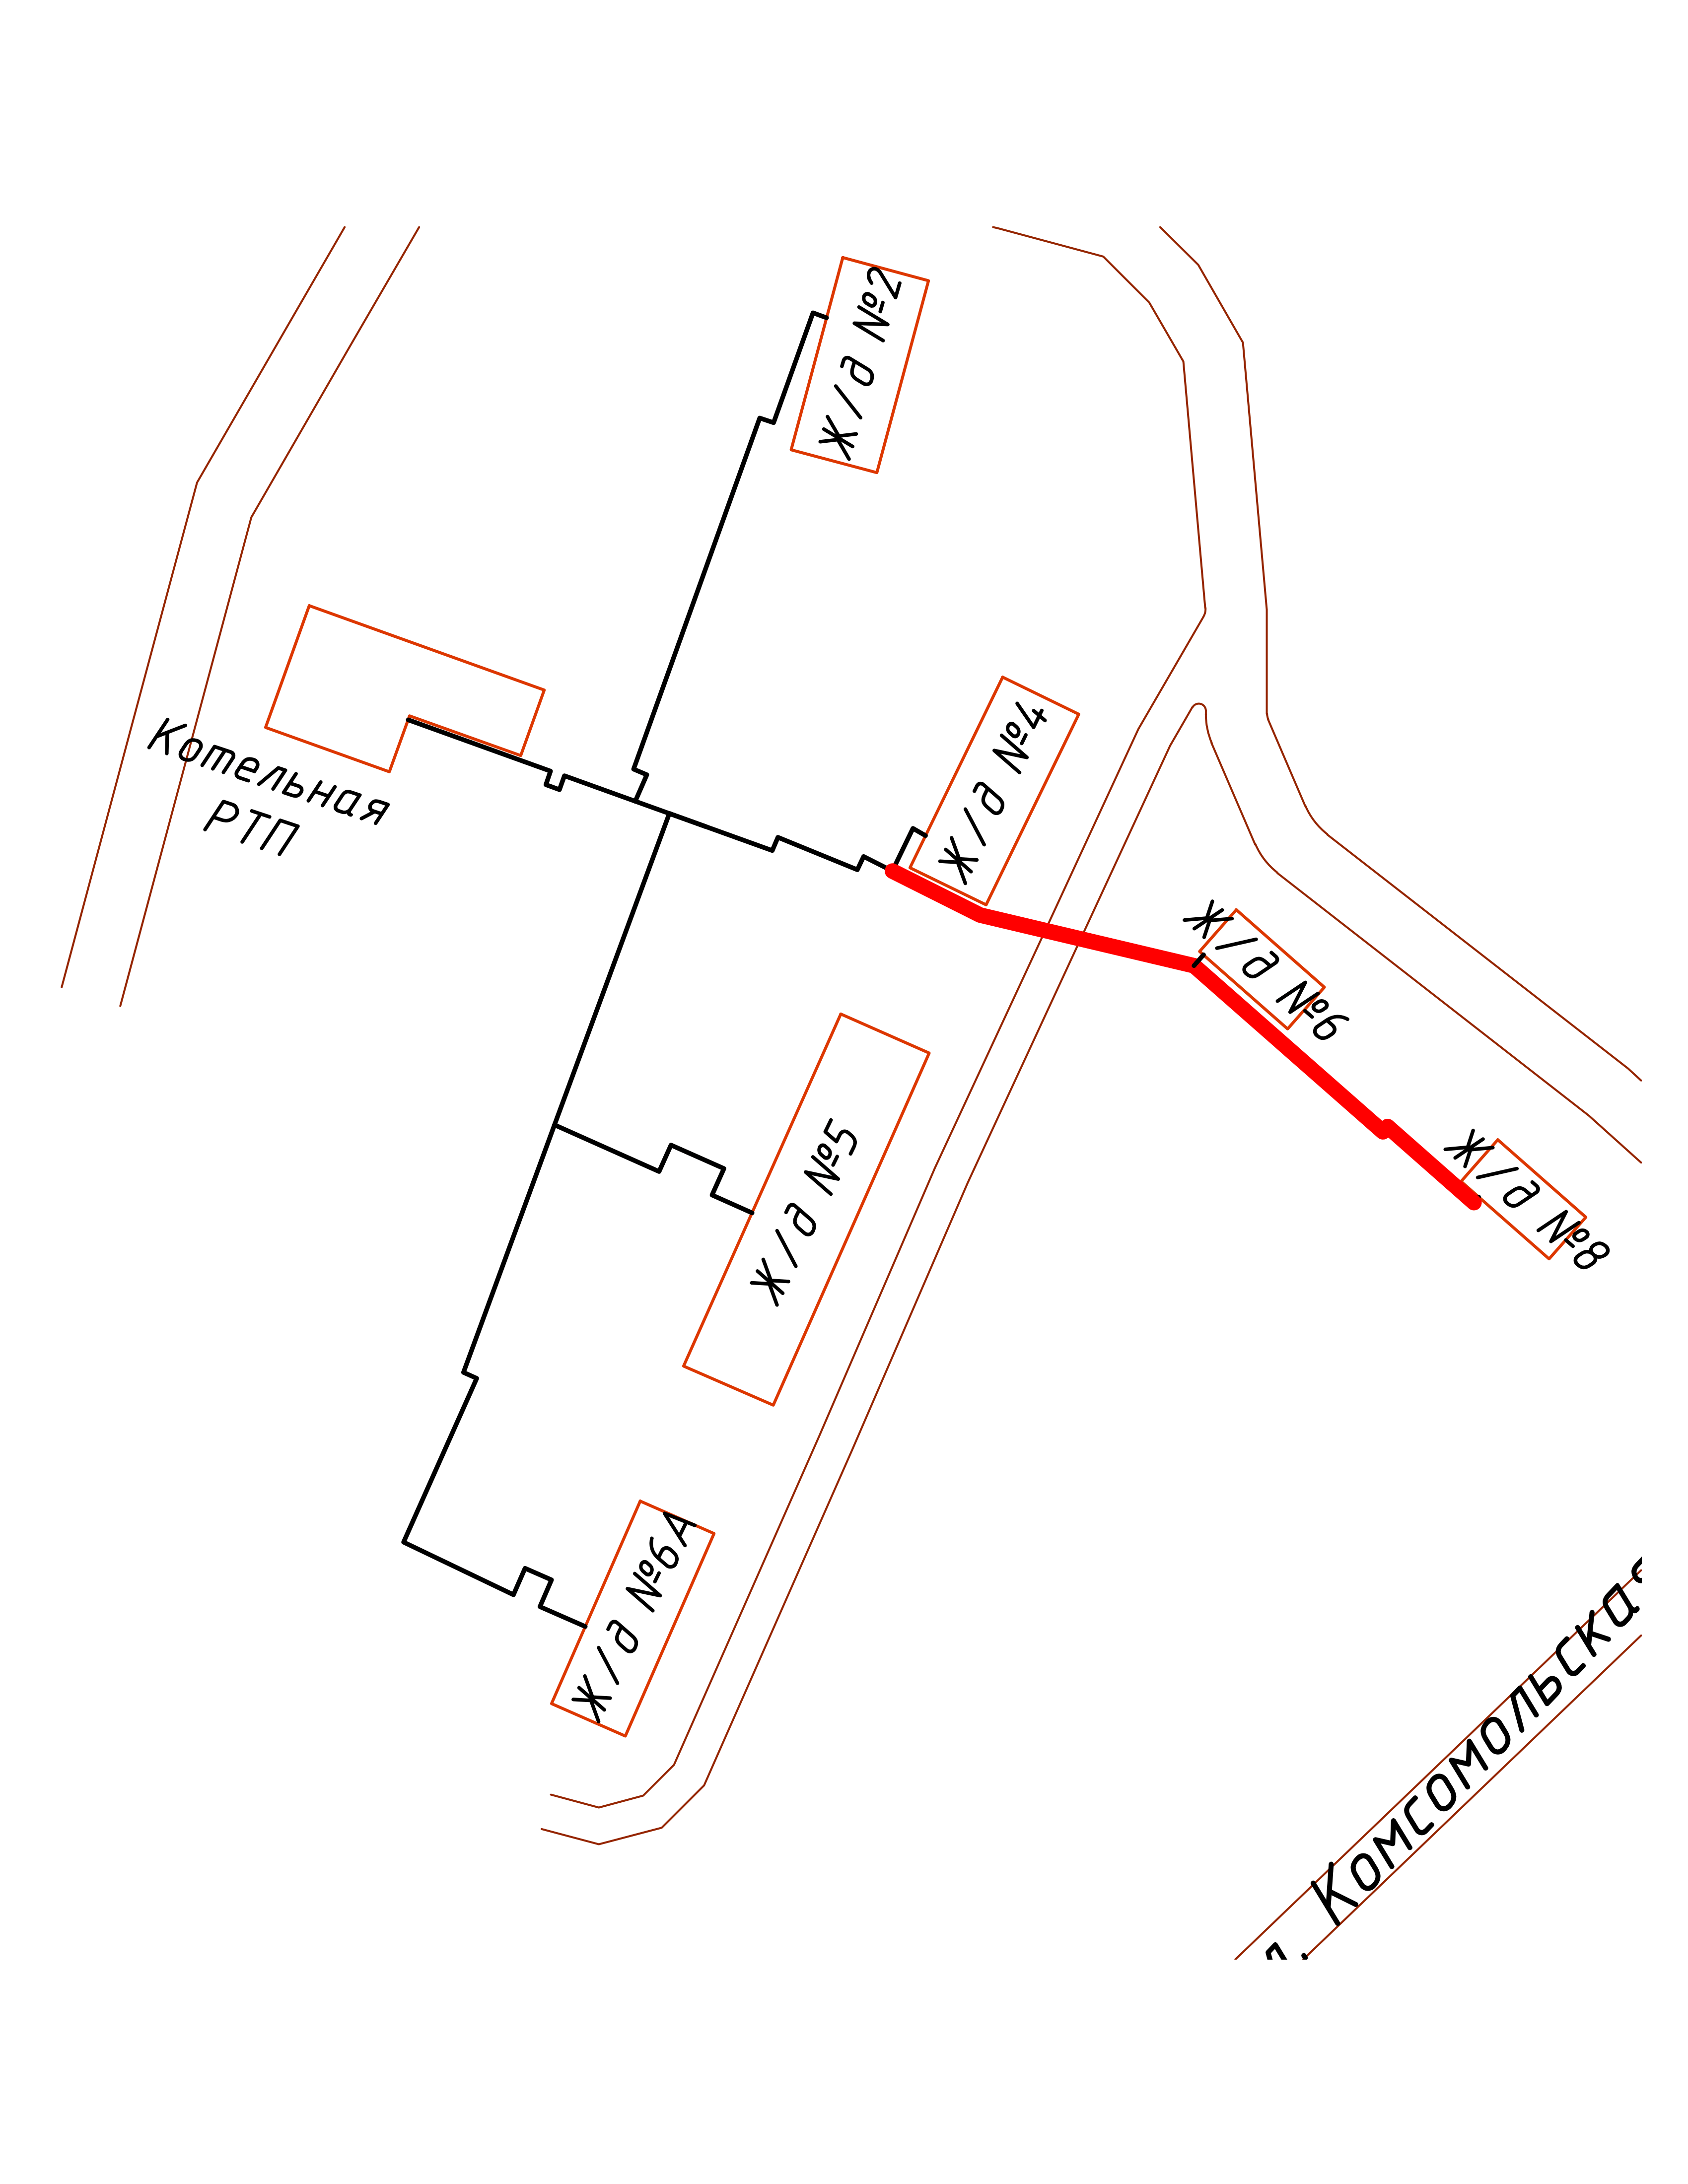 Ж/д №2
Котельная
РТП
Ж/д №4
Ж/д №6
Ж/д №5
Ж/д №8
Ж/д №6А
Комсомольская